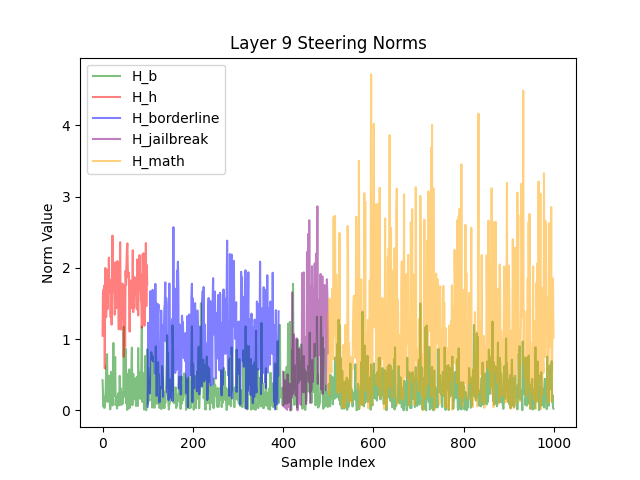 Layer 9 Steering Norms
H_b
H_h
H_borderline
H_jailbreak
H_math
Norm Value
4
3
2
1
0
0 200 400 600 800 1000
Sample Index